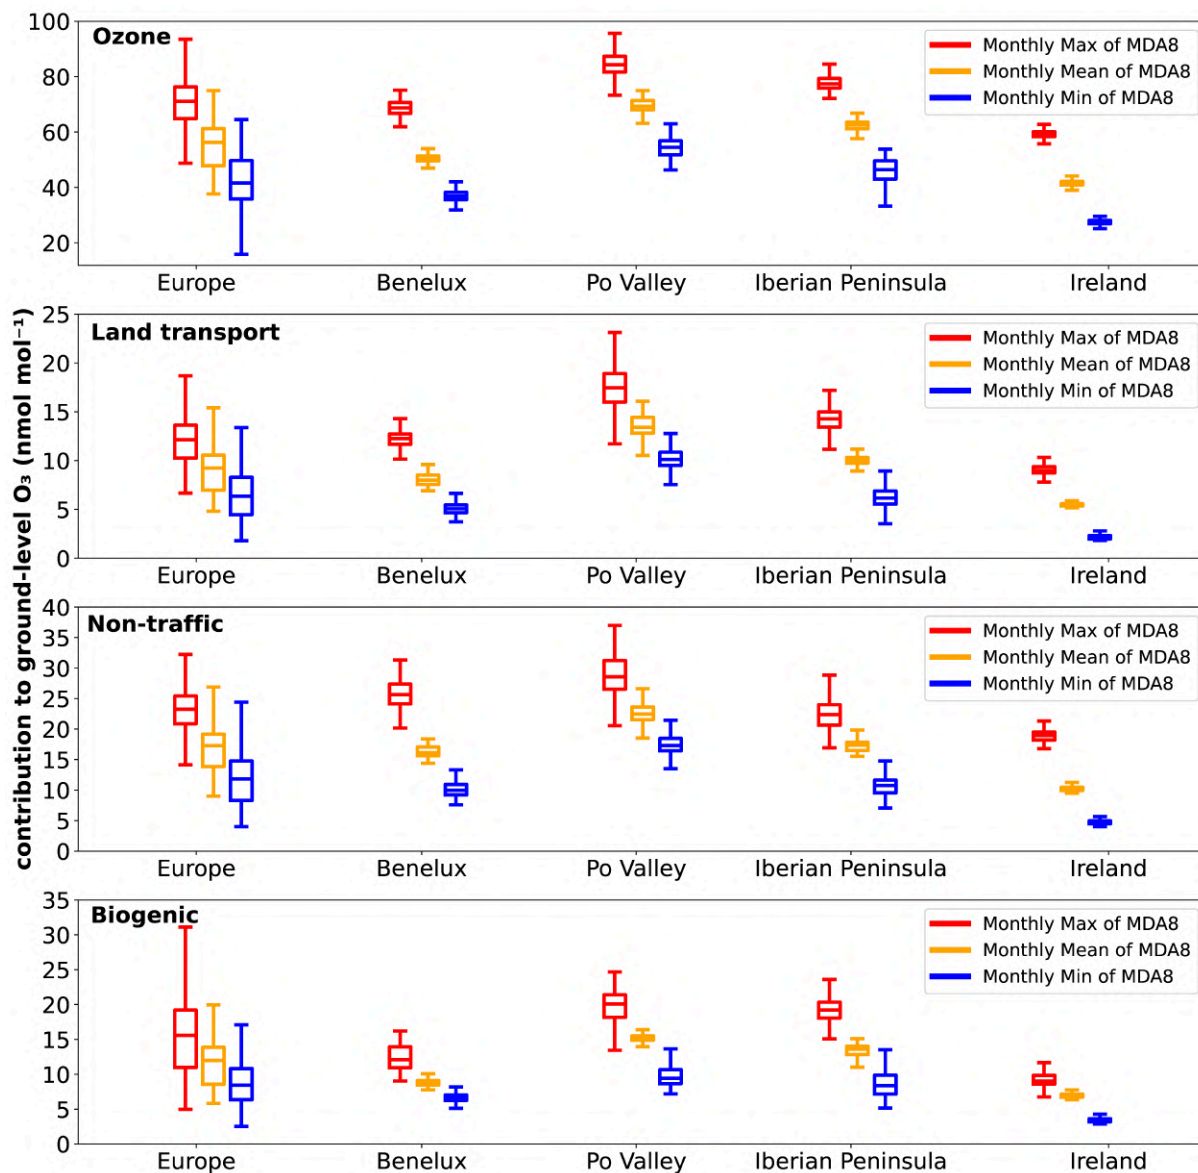 contribution to ground-level O₃ (nmol mol⁻¹)
Ozone
100
80
60
40
20
Monthly Max of MDA8
Monthly Mean of MDA8
Monthly Min of MDA8
Europe Benelux Po Valley Iberian Peninsula Ireland
Land transport
25
20
15
10
5
0
Monthly Max of MDA8
Monthly Mean of MDA8
Monthly Min of MDA8
Europe Benelux Po Valley Iberian Peninsula Ireland
Non-traffic
40
35
30
25
20
15
10
5
0
Monthly Max of MDA8
Monthly Mean of MDA8
Monthly Min of MDA8
Europe Benelux Po Valley Iberian Peninsula Ireland
Biogenic
35
30
25
20
15
10
5
0
Monthly Max of MDA8
Monthly Mean of MDA8
Monthly Min of MDA8
Europe Benelux Po Valley Iberian Peninsula Ireland